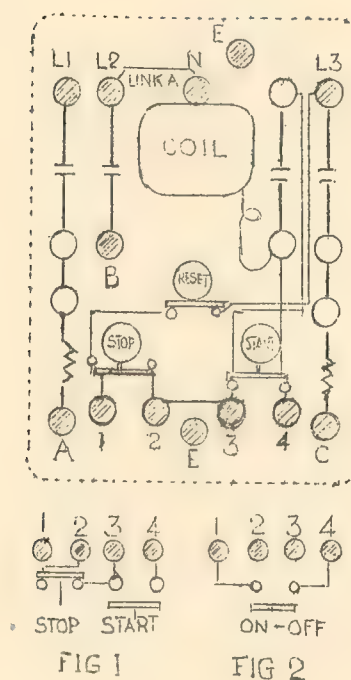 E
L1 L2 N L3
LINK A
COIL
B
RESET
STOP START
A 1 2 E 3 4 C
1 2 3 4 1 2 3 4
STOP START ON-OFF
FIG 1 FIG 2